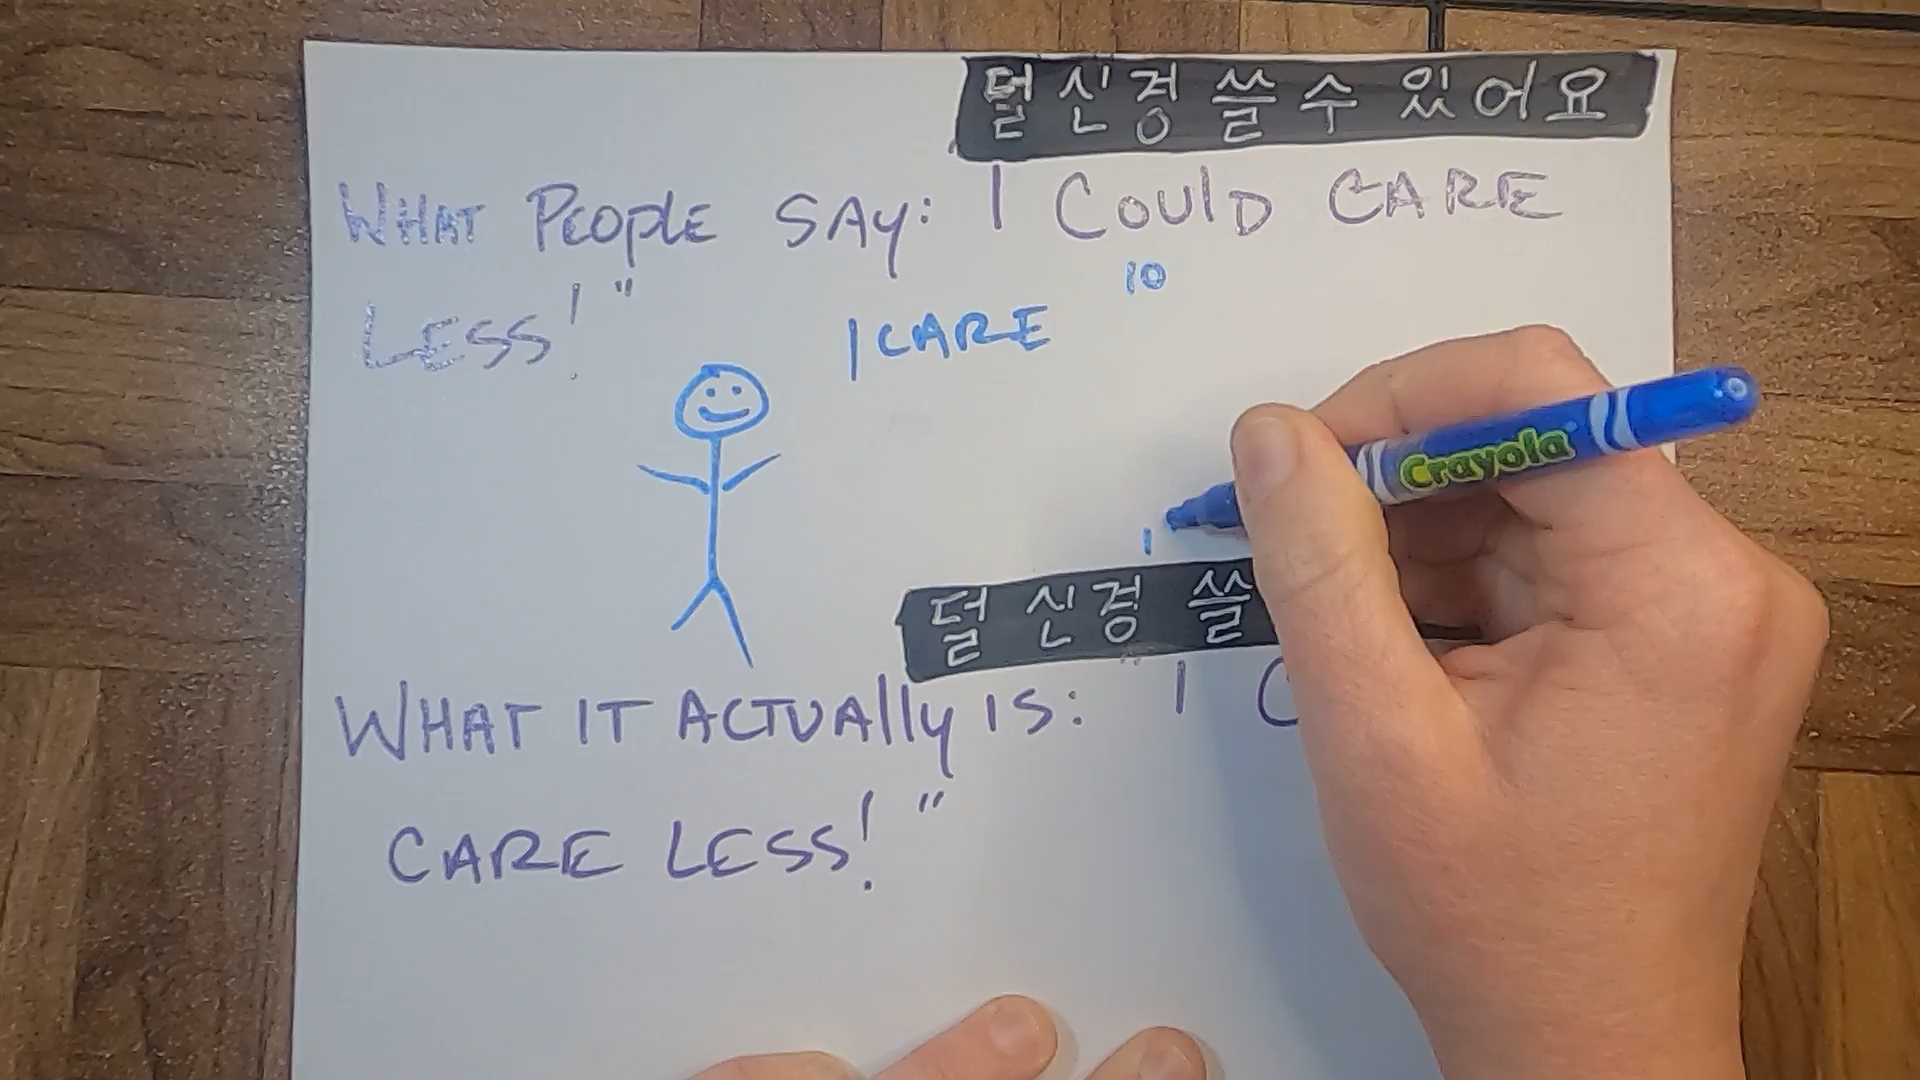 덜 신경 쓸 수 있어요
WHAT PEOPLE SAY: I COULD CARE
LESS!"
10
I CARE
Crayola
1
덜 신경 쓸
WHAT IT ACTUALLY IS: " I C
CARE LESS!"